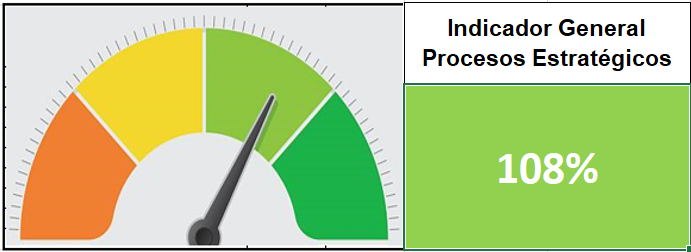 Indicador General
Procesos Estratégicos
108%